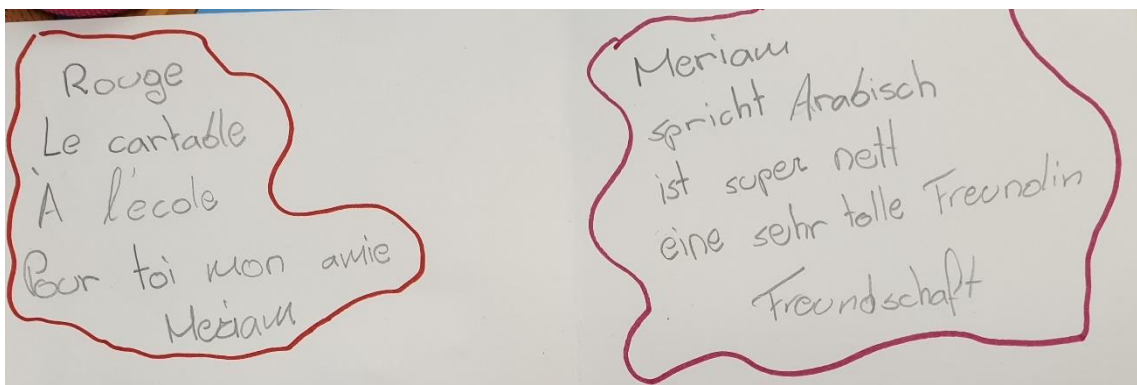 Rouge
Le cartable
À l'école
Pour toi mon amie
Meriam
Meriam
spricht Arabisch
ist super nett
eine sehr tolle Freundin
Freundschaft